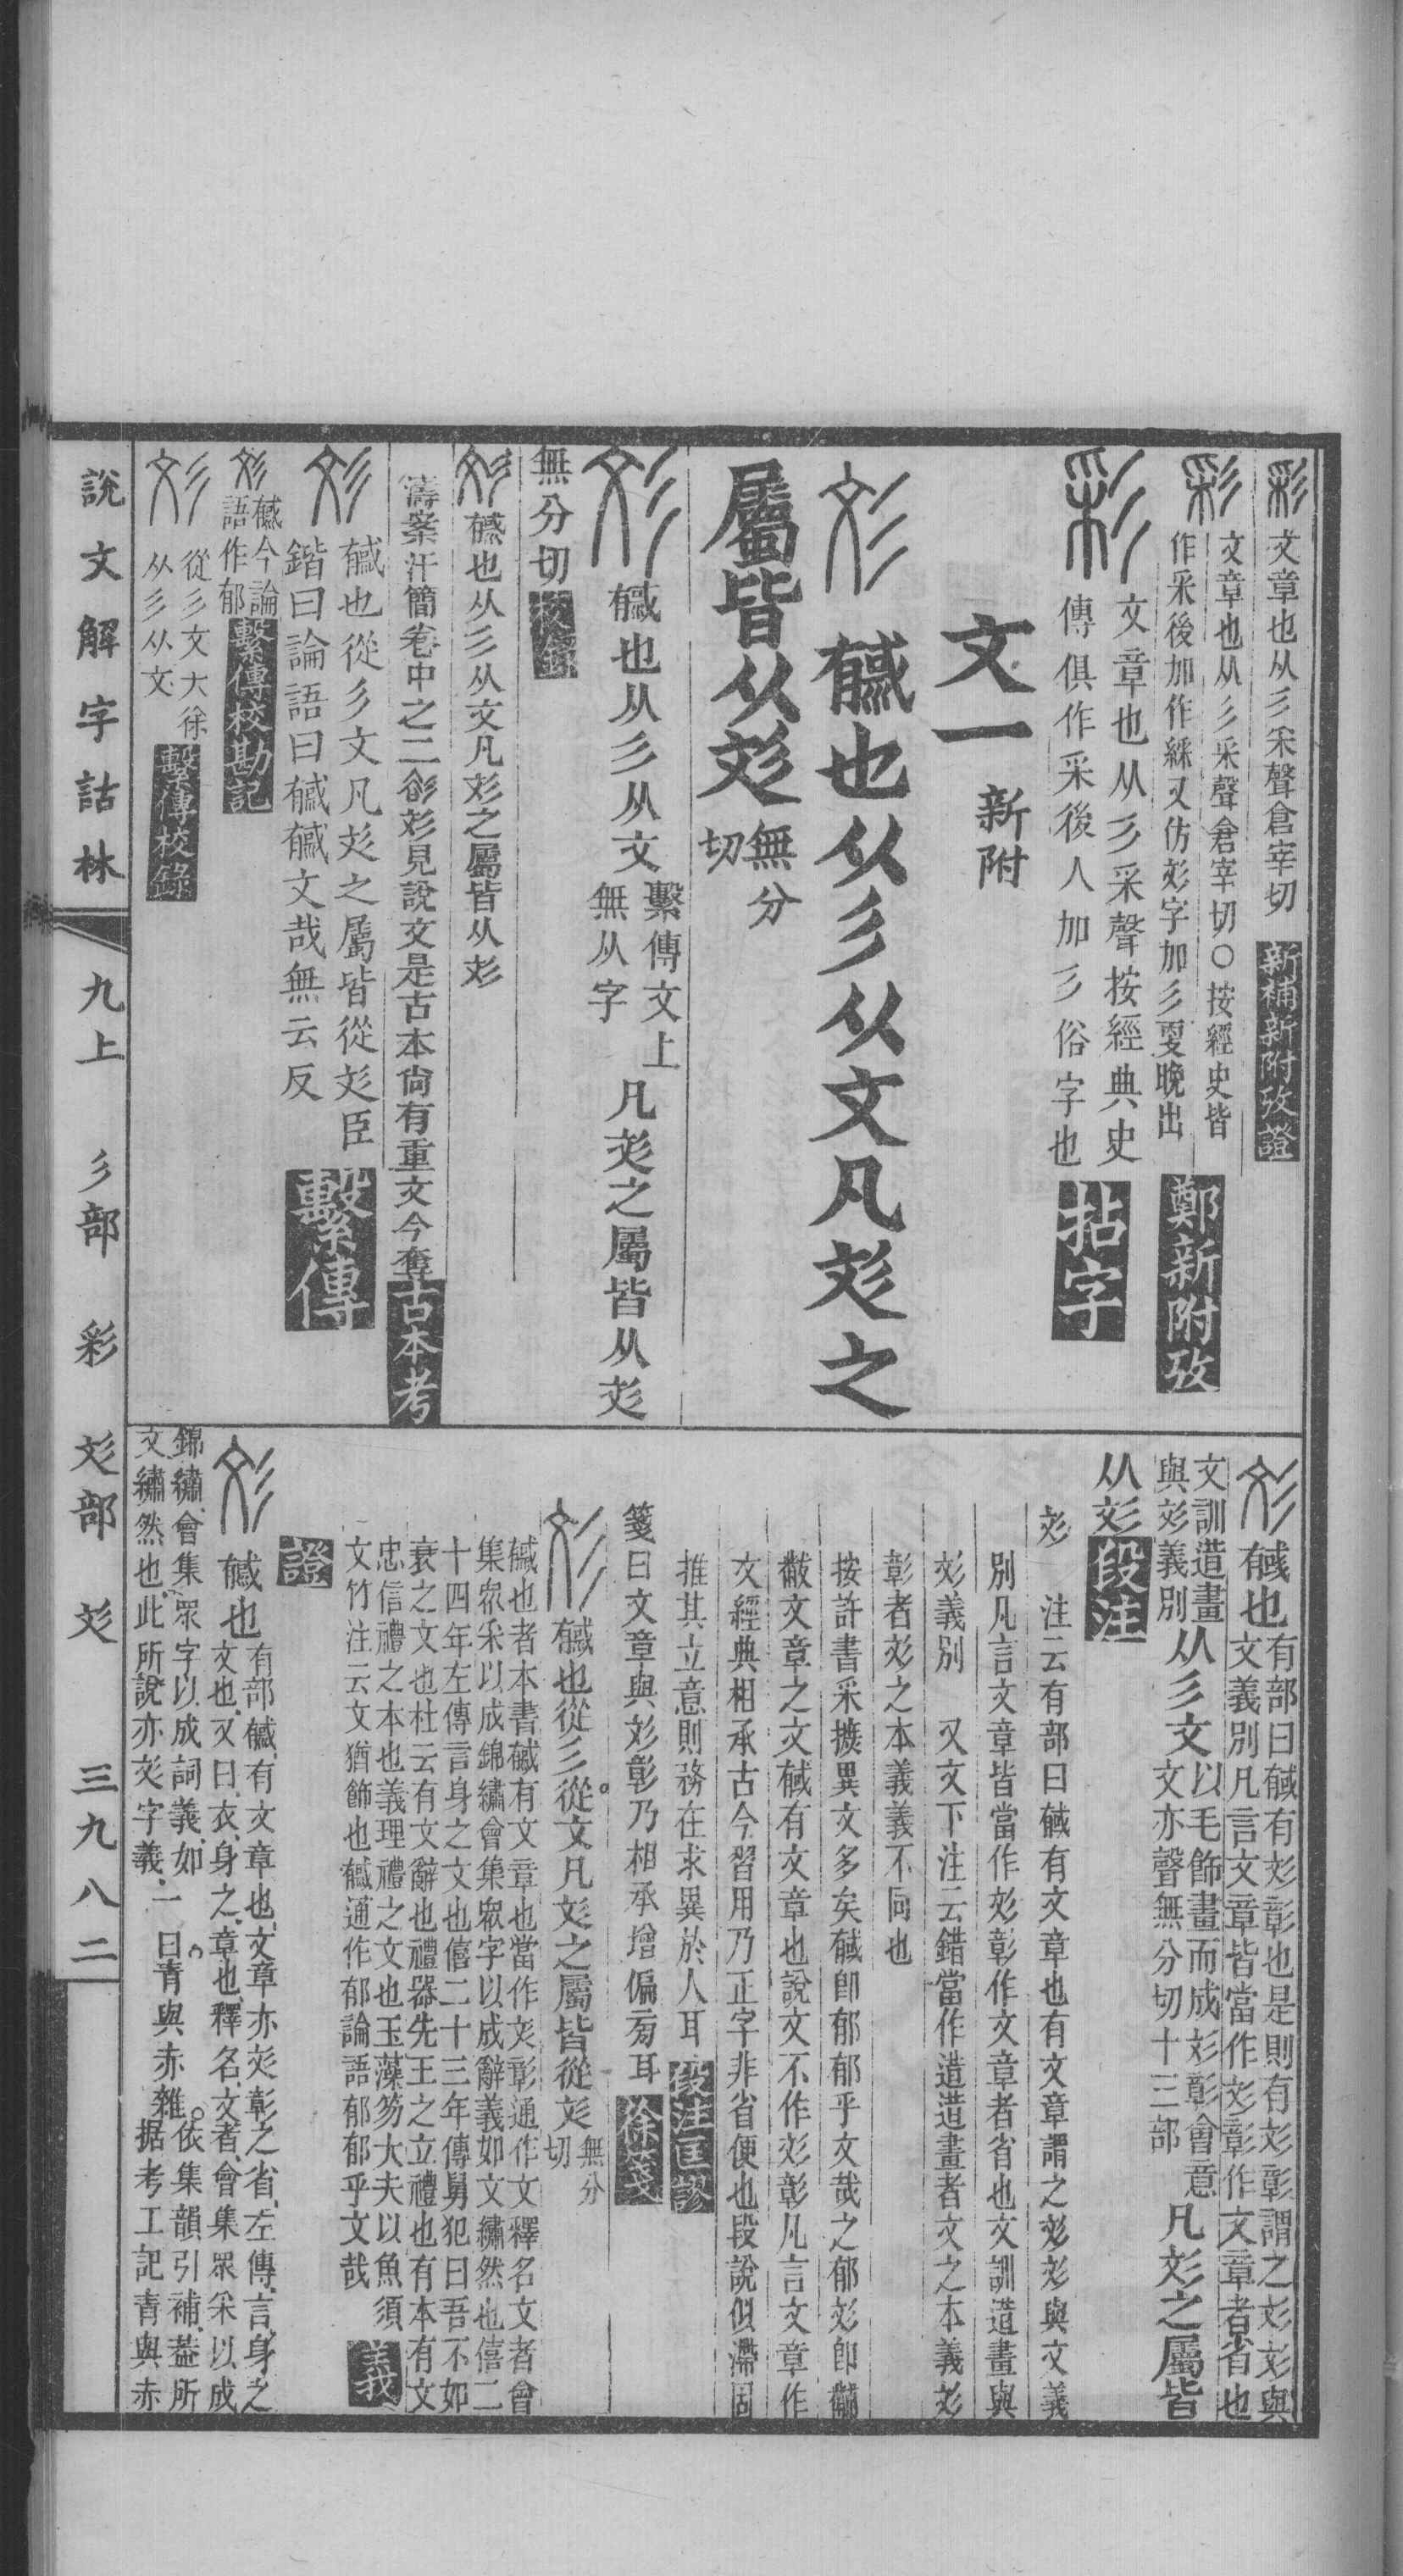 彩文章也从彡采聲倉宰切 新補新附攷證
彩文章也从彡采聲倉宰切○按經史皆
作采後加作綵又仿彣字加彡叓晚出 鄭新附攷
彩文章也从彡采聲按經典史
傳俱作采後人加彡俗字也 拈字
文一 新附
彣 䰥也从彡从文凡彣之
屬皆从彣 無分切
彣䰥也从彡从文 繫傳文上無从字 凡彣之屬皆从彣
無分切 校錄
彣䰥也从彡从文凡彣之屬皆从彣
濤案汗簡卷中之二彣見說文是古本尚有重文今奪 古本考
彣䰥也從彡文凡彣之屬皆從彣臣
鍇曰論語曰䰥䰥文哉無云反 繫傳
彣䰥今論語作郁 繫傳校勘記
彣從彡文大徐从彡从文 繫傳校錄
彣䰥也 有部曰䰥有彣彰也是則有彣彰謂之彣彣與
文義別凡言文章皆當作彣彰作文章者省也
文訓造畫與彣義別 从彡文 以毛飾畫而成彣彰會意
文亦聲無分切十三部 凡彣之屬皆
从彣 段注
彣 注云有部曰䰥有文章也有文章謂之彣彣與文義
別凡言文章皆當作彣彰作文章者省也文訓造畫與
彣義別 又文下注云錯當作造造畫者文之本義彣
彰者彣之本義義不同也
按許書采摭異文多矣䰥卽郁郁乎文哉之郁彣卽黼
黻文章之文䰥有文章也說文不作彣彰凡言文章作
文經典相承古今習用乃正字非省便也段說似滯固
推其立意則務在求異於人耳 段注匡謬
箋曰文章與彣彰乃相承增偏㫄耳 徐箋
彣䰥也從彡從文凡彣之屬皆從彣 無分切
䰥也者本書䰥有文章也當作彣彰通作文釋名文者會
集眾采以成錦繡會集眾字以成辭義如文繡然也僖二
十四年左傳言身之文也僖二十三年傳舅犯曰吾不如
衰之文也杜云有文辭也禮器先王之立禮也有本有文
忠信禮之本也義理禮之文也玉藻笏大夫以魚須
文竹注云文猶飾也䰥通作郁論語郁郁乎文哉 義
證
彣䰥也 有部䰥有文章也文章亦彣彰之省左傳言身之
文也又曰衣身之章也釋名文者會集眾采以成
錦繡會集眾字以成詞義如
文繡然也此所說亦彣字義 一曰青與赤雜 依集韻引補葢所
据考工記青與赤
說文解字詁林 九上 彡部 彩 彣部 彣 三九八二